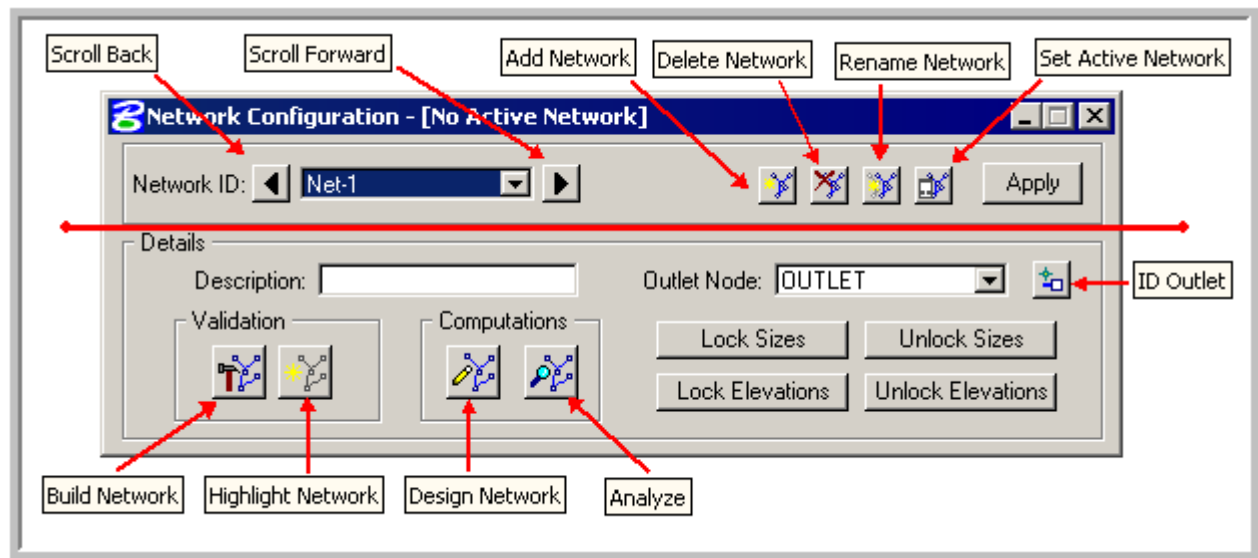 Scroll Back
Scroll Forward
Add Network
Delete Network
Rename Network
Set Active Network
Network Configuration - [No Active Network]
Network ID:
Net-1
Apply
Details
Description:
Outlet Node:
OUTLET
ID Outlet
Validation
Computations
Lock Sizes
Unlock Sizes
Lock Elevations
Unlock Elevations
Build Network
Highlight Network
Design Network
Analyze